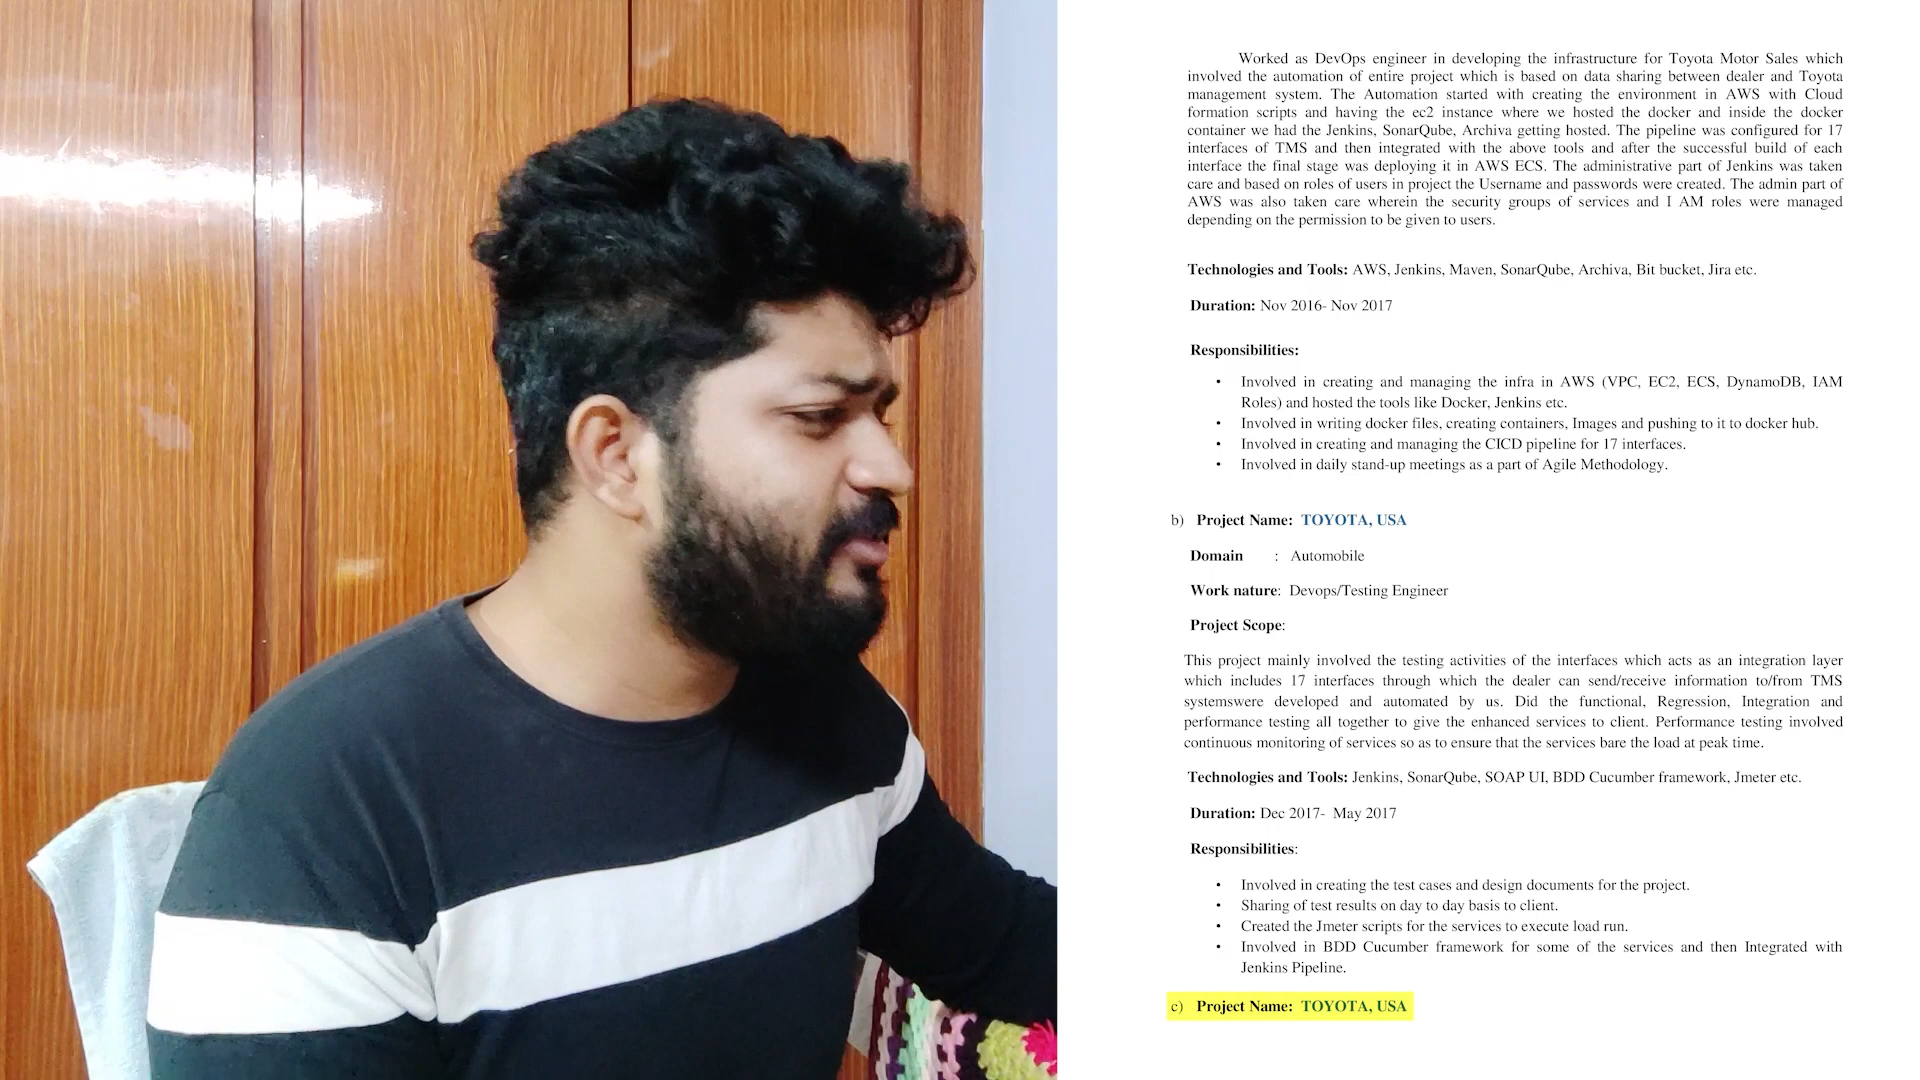 Worked as DevOps engineer in developing the infrastructure for Toyota Motor Sales which
involved the automation of entire project which is based on data sharing between dealer and Toyota
management system. The Automation started with creating the environment in AWS with Cloud
formation scripts and having the ec2 instance where we hosted the docker and inside the docker
container we had the Jenkins, SonarQube, Archiva getting hosted. The pipeline was configured for 17
interfaces of TMS and then integrated with the above tools and after the successful build of each
interface the final stage was deploying it in AWS ECS. The administrative part of Jenkins was taken
care and based on roles of users in project the Username and passwords were created. The admin part of
AWS was also taken care wherein the security groups of services and I AM roles were managed
depending on the permission to be given to users.
Technologies and Tools: AWS, Jenkins, Maven, SonarQube, Archiva, Bit bucket, Jira etc.
Duration: Nov 2016- Nov 2017
Responsibilities:
• Involved in creating and managing the infra in AWS (VPC, EC2, ECS, DynamoDB, IAM
Roles) and hosted the tools like Docker, Jenkins etc.
• Involved in writing docker files, creating containers, Images and pushing to it to docker hub.
• Involved in creating and managing the CICD pipeline for 17 interfaces.
• Involved in daily stand-up meetings as a part of Agile Methodology.
b) Project Name: TOYOTA, USA
Domain : Automobile
Work nature: Devops/Testing Engineer
Project Scope:
This project mainly involved the testing activities of the interfaces which acts as an integration layer
which includes 17 interfaces through which the dealer can send/receive information to/from TMS
systemswere developed and automated by us. Did the functional, Regression, Integration and
performance testing all together to give the enhanced services to client. Performance testing involved
continuous monitoring of services so as to ensure that the services bare the load at peak time.
Technologies and Tools: Jenkins, SonarQube, SOAP UI, BDD Cucumber framework, Jmeter etc.
Duration: Dec 2017- May 2017
Responsibilities:
• Involved in creating the test cases and design documents for the project.
• Sharing of test results on day to day basis to client.
• Created the Jmeter scripts for the services to execute load run.
• Involved in BDD Cucumber framework for some of the services and then Integrated with
Jenkins Pipeline.
c) Project Name: TOYOTA, USA